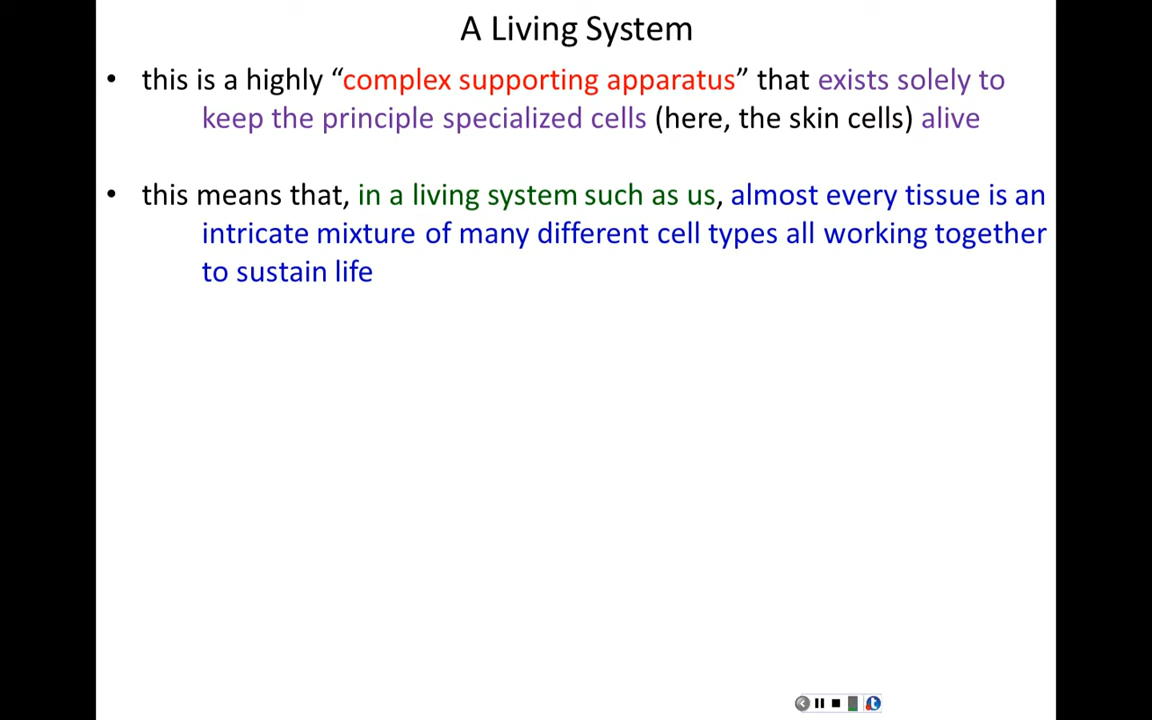 A Living System
• this is a highly “complex supporting apparatus” that exists solely to
keep the principle specialized cells (here, the skin cells) alive
• this means that, in a living system such as us, almost every tissue is an
intricate mixture of many different cell types all working together
to sustain life